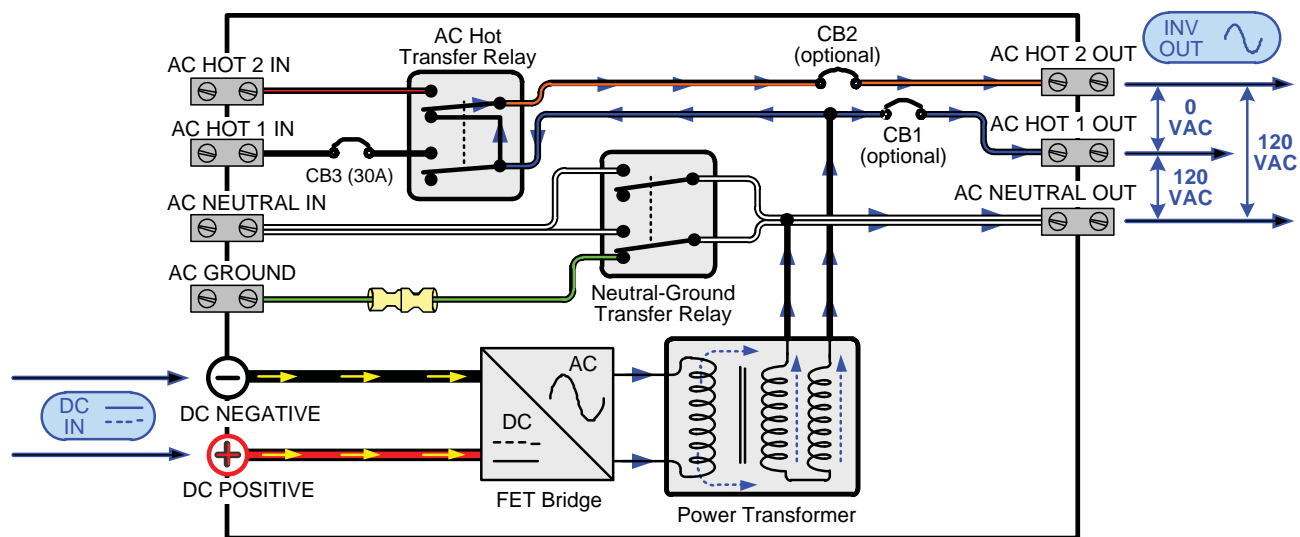 AC Hot
Transfer Relay
CB2
(optional)
INV
OUT
AC HOT 2 IN
AC HOT 2 OUT
AC HOT 1 IN
AC HOT 1 OUT
0
VAC
120
VAC
120
VAC
CB3 (30A)
CB1
(optional)
AC NEUTRAL IN
AC NEUTRAL OUT
AC GROUND
Neutral-Ground
Transfer Relay
DC
IN
DC NEGATIVE
DC POSITIVE
AC
DC
FET Bridge
Power Transformer